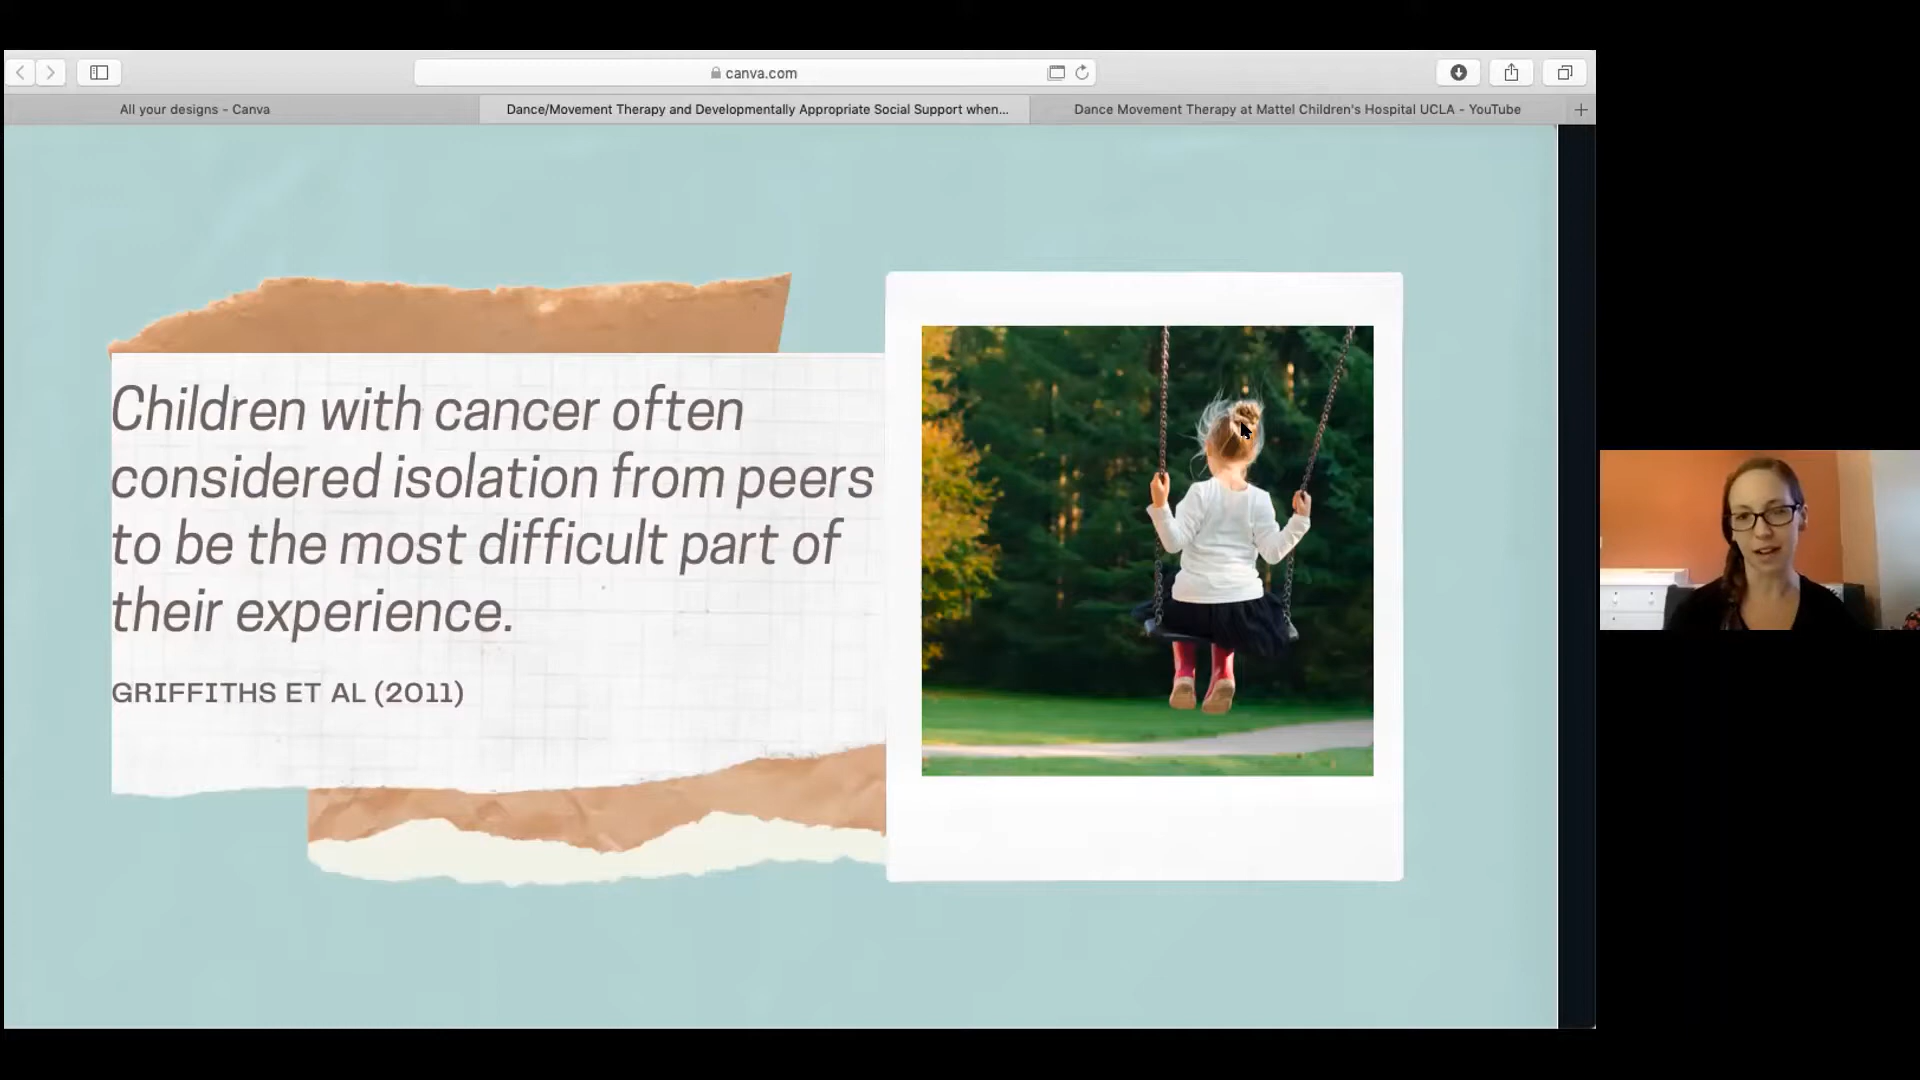 canva.com
All your designs - Canva
Dance/Movement Therapy and Developmentally Appropriate Social Support when...
Dance Movement Therapy at Mattel Children's Hospital UCLA - YouTube
Children with cancer often
considered isolation from peers
to be the most difficult part of
their experience.
GRIFFITHS ET AL (2011)